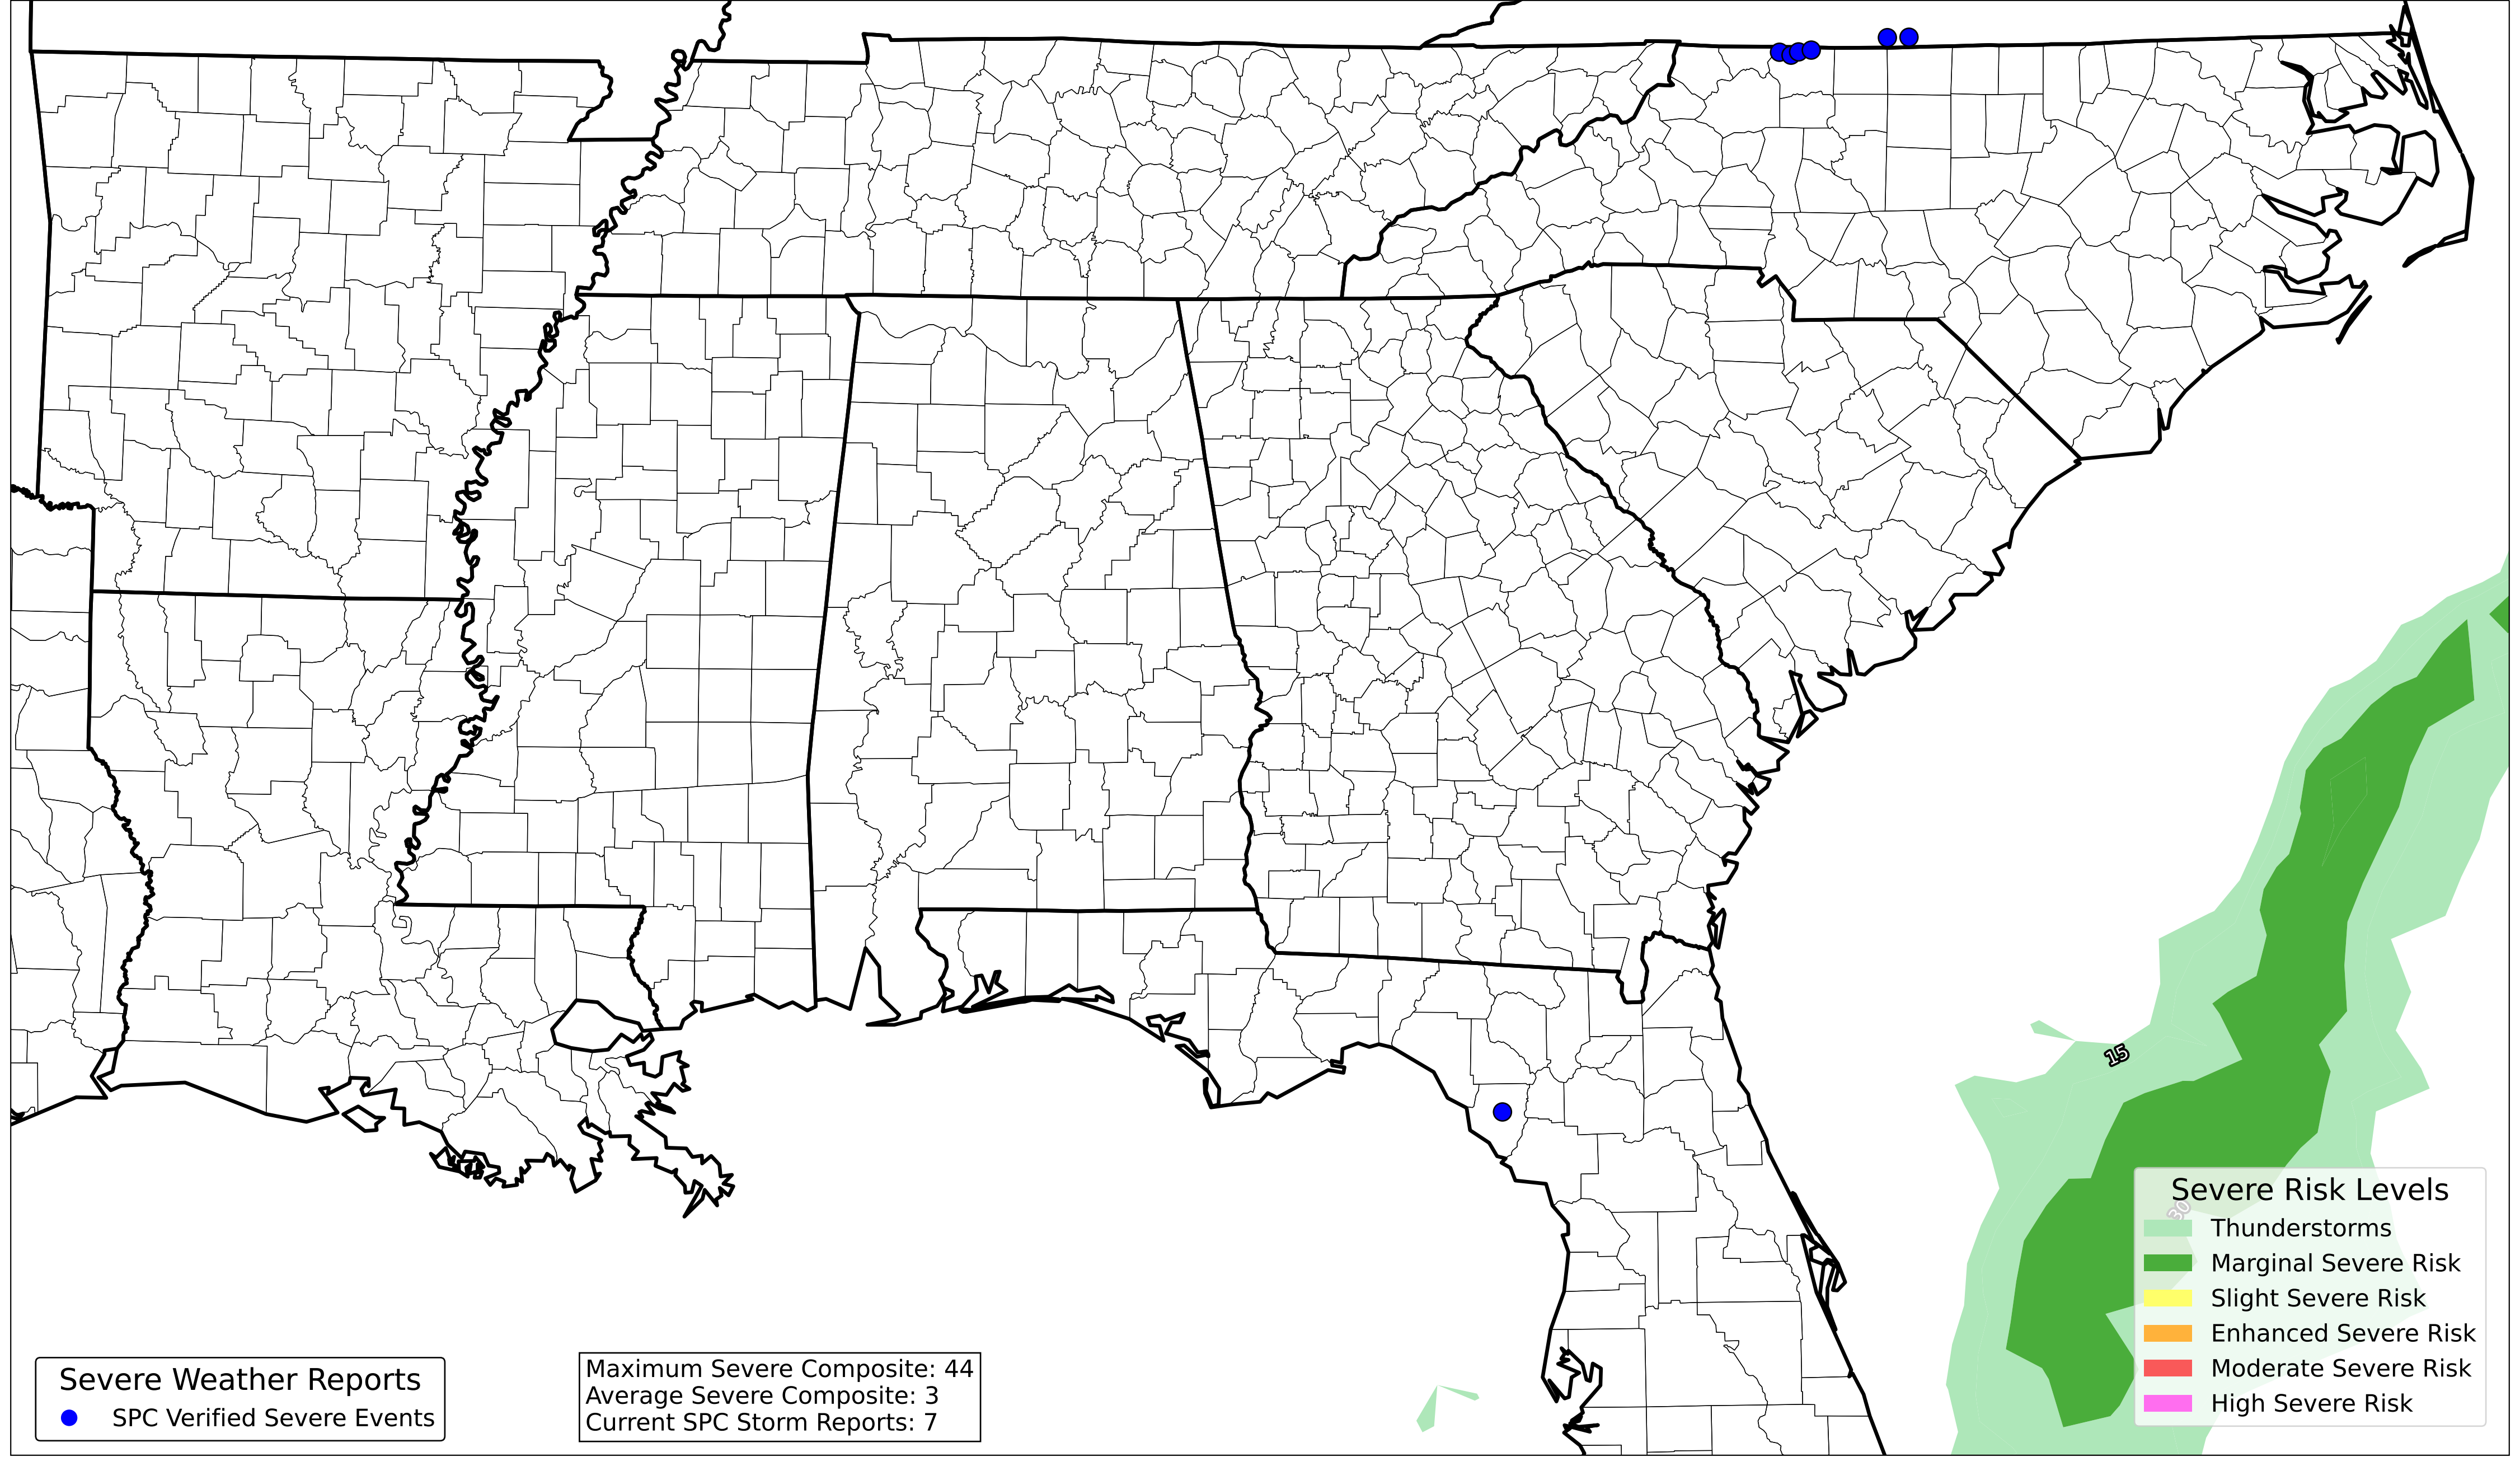 15
30
Severe Risk Levels
Thunderstorms
Marginal Severe Risk
Slight Severe Risk
Enhanced Severe Risk
Moderate Severe Risk
High Severe Risk
Severe Weather Reports
SPC Verified Severe Events
Maximum Severe Composite: 44
Average Severe Composite: 3
Current SPC Storm Reports: 7